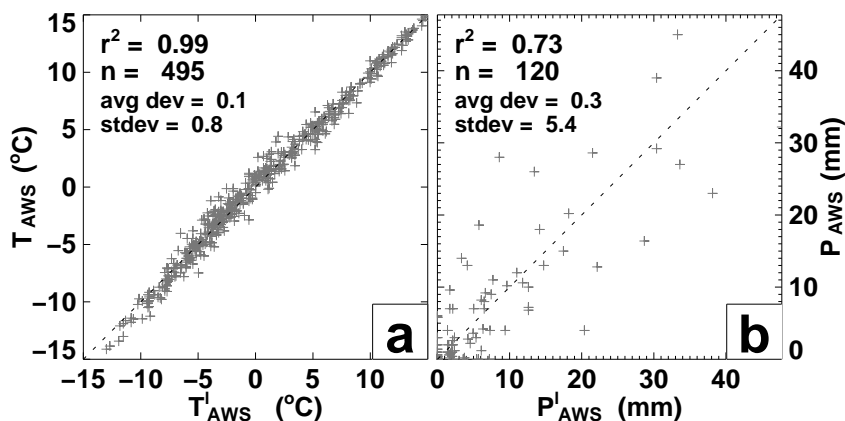 r² = 0.99
n = 495
avg dev = 0.1
stdev = 0.8
15
10
5
0
−5
−10
−15
T AWS (°C)
−15 −10 −5 0 5 10
T^I_AWS (°C)
a
r² = 0.73
n = 120
avg dev = 0.3
stdev = 5.4
40
30
20
10
0
P AWS (mm)
0 10 20 30 40
P^I_AWS (mm)
b